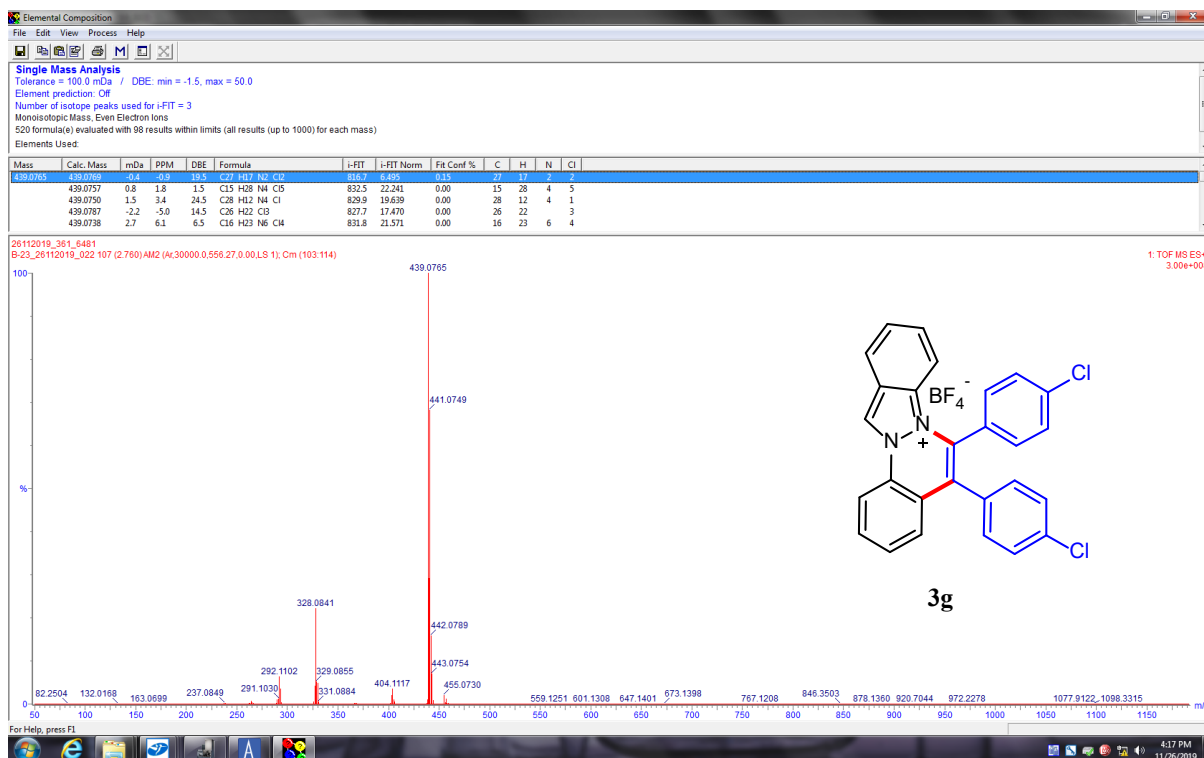 Elemental Composition
File Edit View Process Help
Single Mass Analysis
Tolerance = 100.0 mDa / DBE: min = -1.5, max = 50.0
Element prediction: Off
Number of isotope peaks used for i-FIT = 3
Monoisotopic Mass, Even Electron Ions
520 formula(e) evaluated with 98 results within limits (all results (up to 1000) for each mass)
Elements Used:
Mass Calc. Mass mDa PPM DBE Formula i-FIT i-FIT Norm Fit Conf % C H N Cl
439.0765 439.0769 -0.4 -0.9 19.5 C27 H17 N2 Cl2 816.7 6.495 0.15 27 17 2 2
439.0757 0.8 1.8 1.5 C15 H28 N4 Cl5 832.5 22.241 0.00 15 28 4 5
439.0750 1.5 3.4 24.5 C28 H12 N4 Cl 829.9 19.639 0.00 28 12 4 1
439.0787 -2.2 -5.0 14.5 C26 H22 Cl3 827.7 17.470 0.00 26 22 3
439.0738 2.7 6.1 6.5 C16 H23 N6 Cl4 831.8 21.571 0.00 16 23 6 4
26112019_361_6481
B-23_26112019_022 107 (2.760) AM2 (Ar,30000.0,556.27,0.00,LS 1); Cm (103:114)
1: TOF MS ES+
3.00e+00
100
439.0765
441.0749
%
328.0841
442.0789
292.1102
329.0855
443.0754
404.1117
455.0730
291.1030
331.0884
82.2504 132.0168 163.0699 237.0849 559.1251 601.1308 647.1401 673.1398 767.1208 846.3503 878.1360 920.7044 972.2278 1077.9122 1098.3315
0
50 100 150 200 250 300 350 400 450 500 550 600 650 700 750 800 850 900 950 1000 1050 1100 1150
m/
Cl
BF4 -
N
N
+
Cl
3g
For Help, press F1
A
4:17 PM
11/26/2019